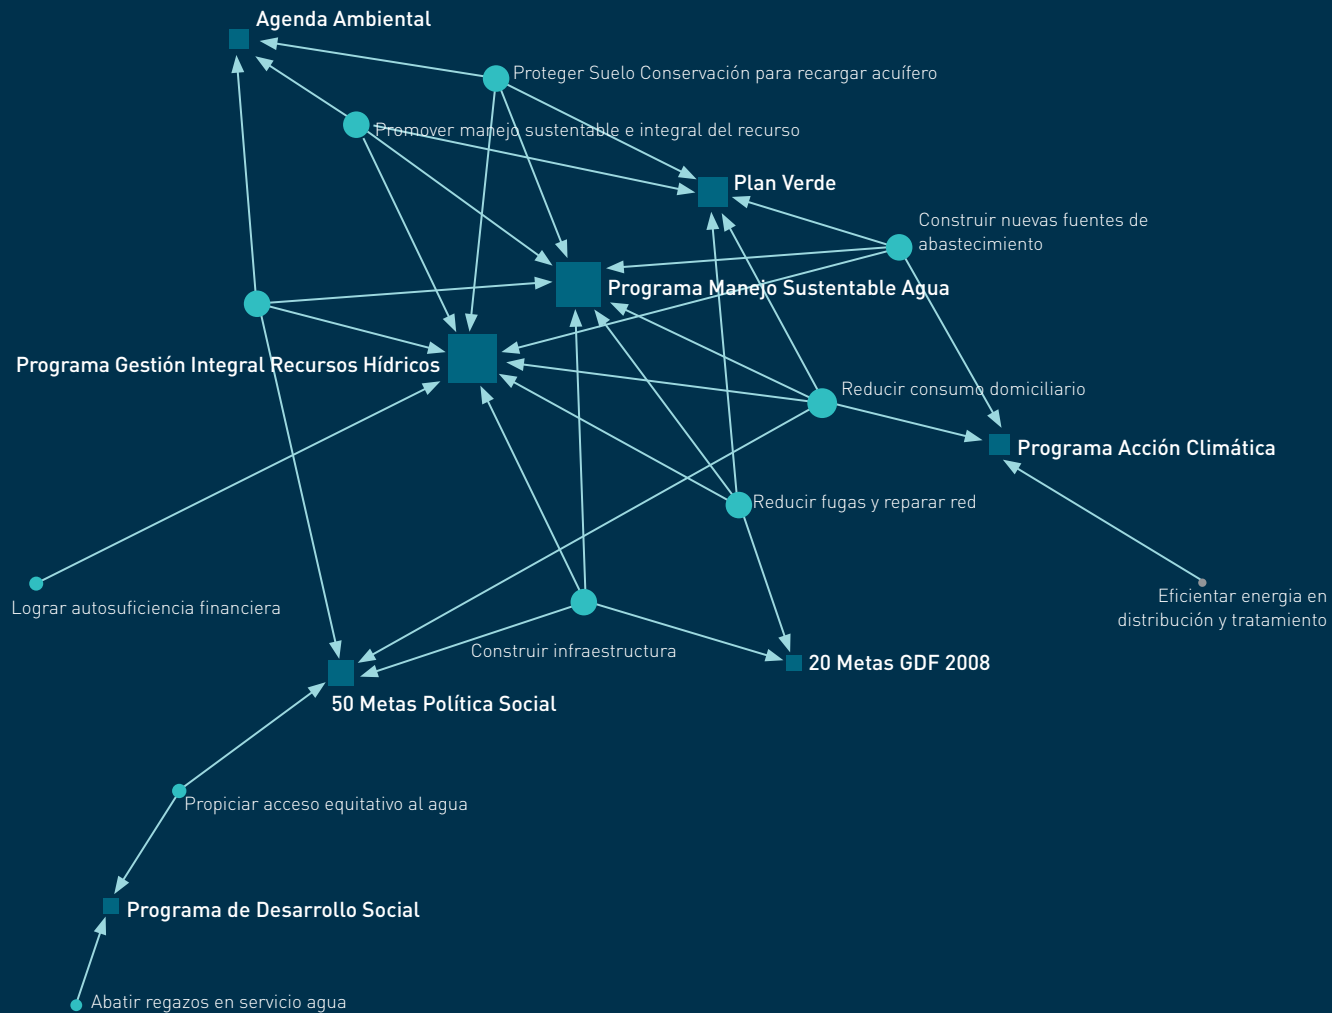 Agenda Ambiental
Proteger Suelo Conservación para recargar acuífero
Promover manejo sustentable e integral del recurso
Plan Verde
Construir nuevas fuentes de
abastecimiento
Programa Manejo Sustentable Agua
Programa Gestión Integral Recursos Hídricos
Reducir consumo domiciliario
Programa Acción Climática
Reducir fugas y reparar red
Eficientar energia en
distribución y tratamiento
Lograr autosuficiencia financiera
Construir infraestructura
20 Metas GDF 2008
50 Metas Política Social
Propiciar acceso equitativo al agua
Programa de Desarrollo Social
Abatir regazos en servicio agua